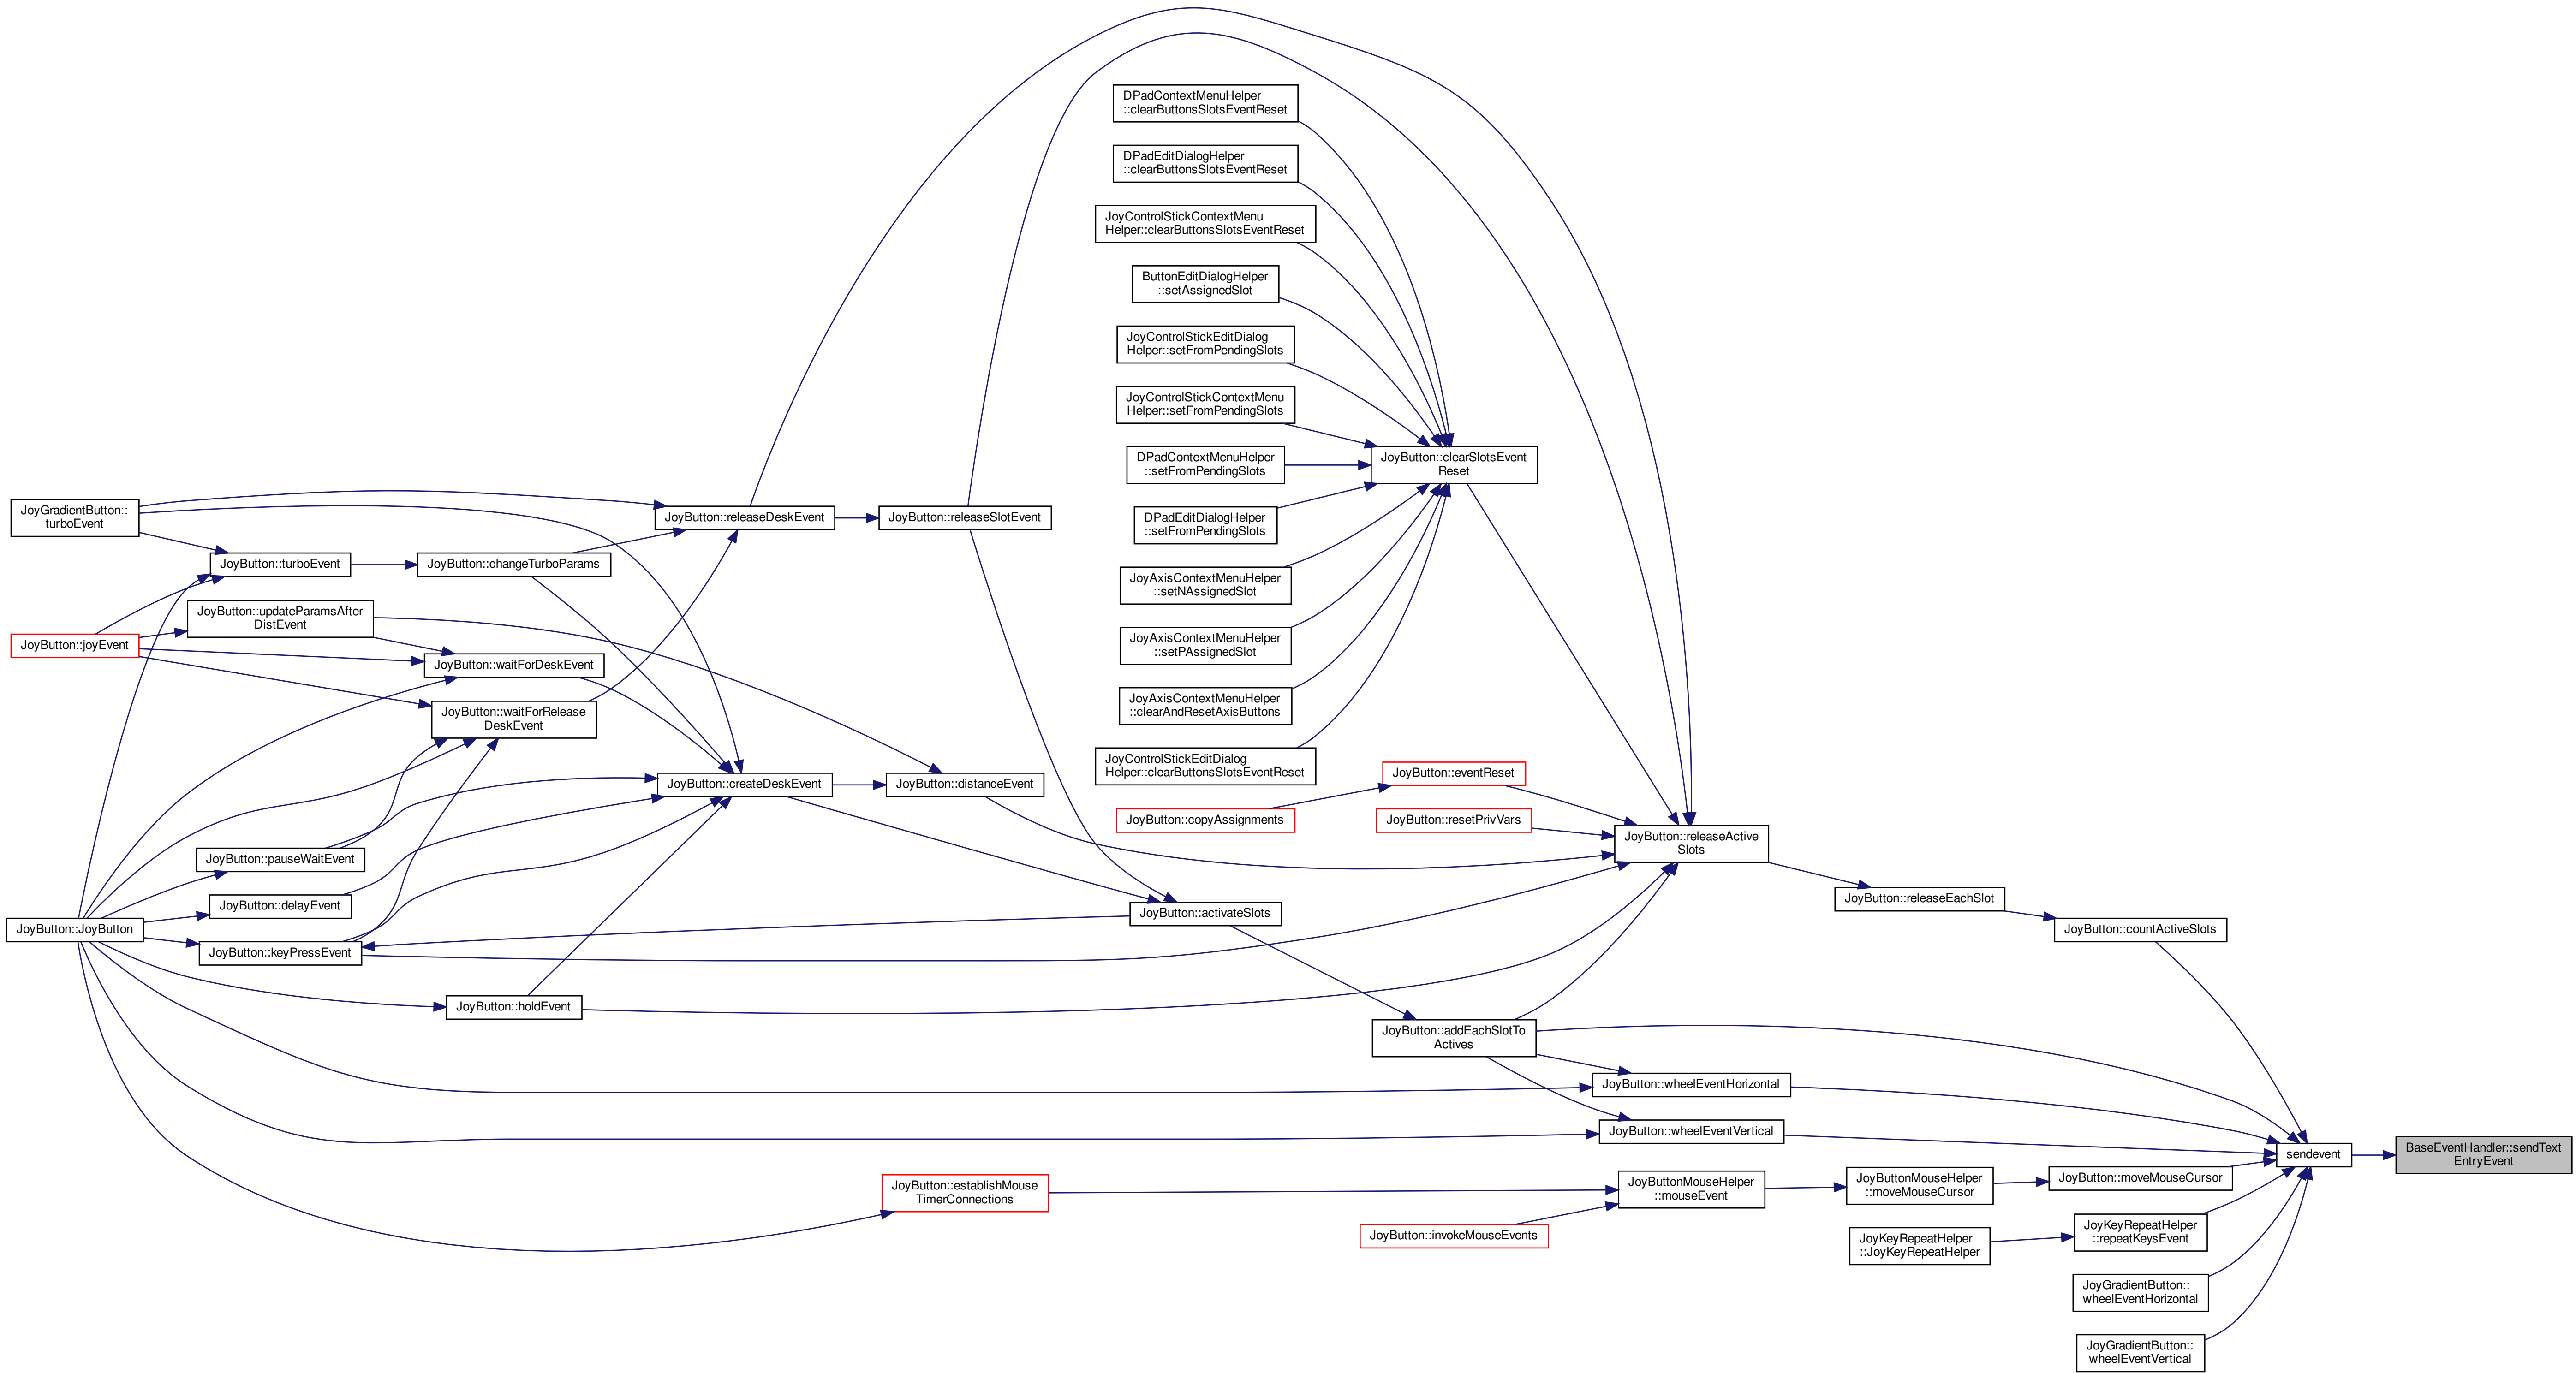 DPadContextMenuHelper
::clearButtonsSlotsEventReset
DPadEditDialogHelper
::clearButtonsSlotsEventReset
JoyControlStickContextMenu
Helper::clearButtonsSlotsEventReset
ButtonEditDialogHelper
::setAssignedSlot
JoyControlStickEditDialog
Helper::setFromPendingSlots
JoyControlStickContextMenu
Helper::setFromPendingSlots
DPadContextMenuHelper
::setFromPendingSlots
JoyButton::clearSlotsEvent
Reset
DPadEditDialogHelper
::setFromPendingSlots
JoyGradientButton::
turboEvent
JoyButton::releaseDeskEvent
JoyButton::releaseSlotEvent
JoyButton::turboEvent
JoyButton::changeTurboParams
JoyAxisContextMenuHelper
::setNAssignedSlot
JoyButton::updateParamsAfter
DistEvent
JoyButton::joyEvent
JoyAxisContextMenuHelper
::setPAssignedSlot
JoyButton::waitForDeskEvent
JoyButton::waitForRelease
DeskEvent
JoyAxisContextMenuHelper
::clearAndResetAxisButtons
JoyControlStickEditDialog
Helper::clearButtonsSlotsEventReset
JoyButton::createDeskEvent
JoyButton::distanceEvent
JoyButton::eventReset
JoyButton::copyAssignments
JoyButton::resetPrivVars
JoyButton::releaseActive
Slots
JoyButton::pauseWaitEvent
JoyButton::delayEvent
JoyButton::releaseEachSlot
JoyButton::activateSlots
JoyButton::JoyButton
JoyButton::countActiveSlots
JoyButton::keyPressEvent
JoyButton::holdEvent
JoyButton::addEachSlotTo
Actives
JoyButton::wheelEventHorizontal
JoyButton::wheelEventVertical
sendevent
BaseEventHandler::sendText
EntryEvent
JoyButton::establishMouse
TimerConnections
JoyButtonMouseHelper
::mouseEvent
JoyButtonMouseHelper
::moveMouseCursor
JoyButton::moveMouseCursor
JoyButton::invokeMouseEvents
JoyKeyRepeatHelper
::JoyKeyRepeatHelper
JoyKeyRepeatHelper
::repeatKeysEvent
JoyGradientButton::
wheelEventHorizontal
JoyGradientButton::
wheelEventVertical